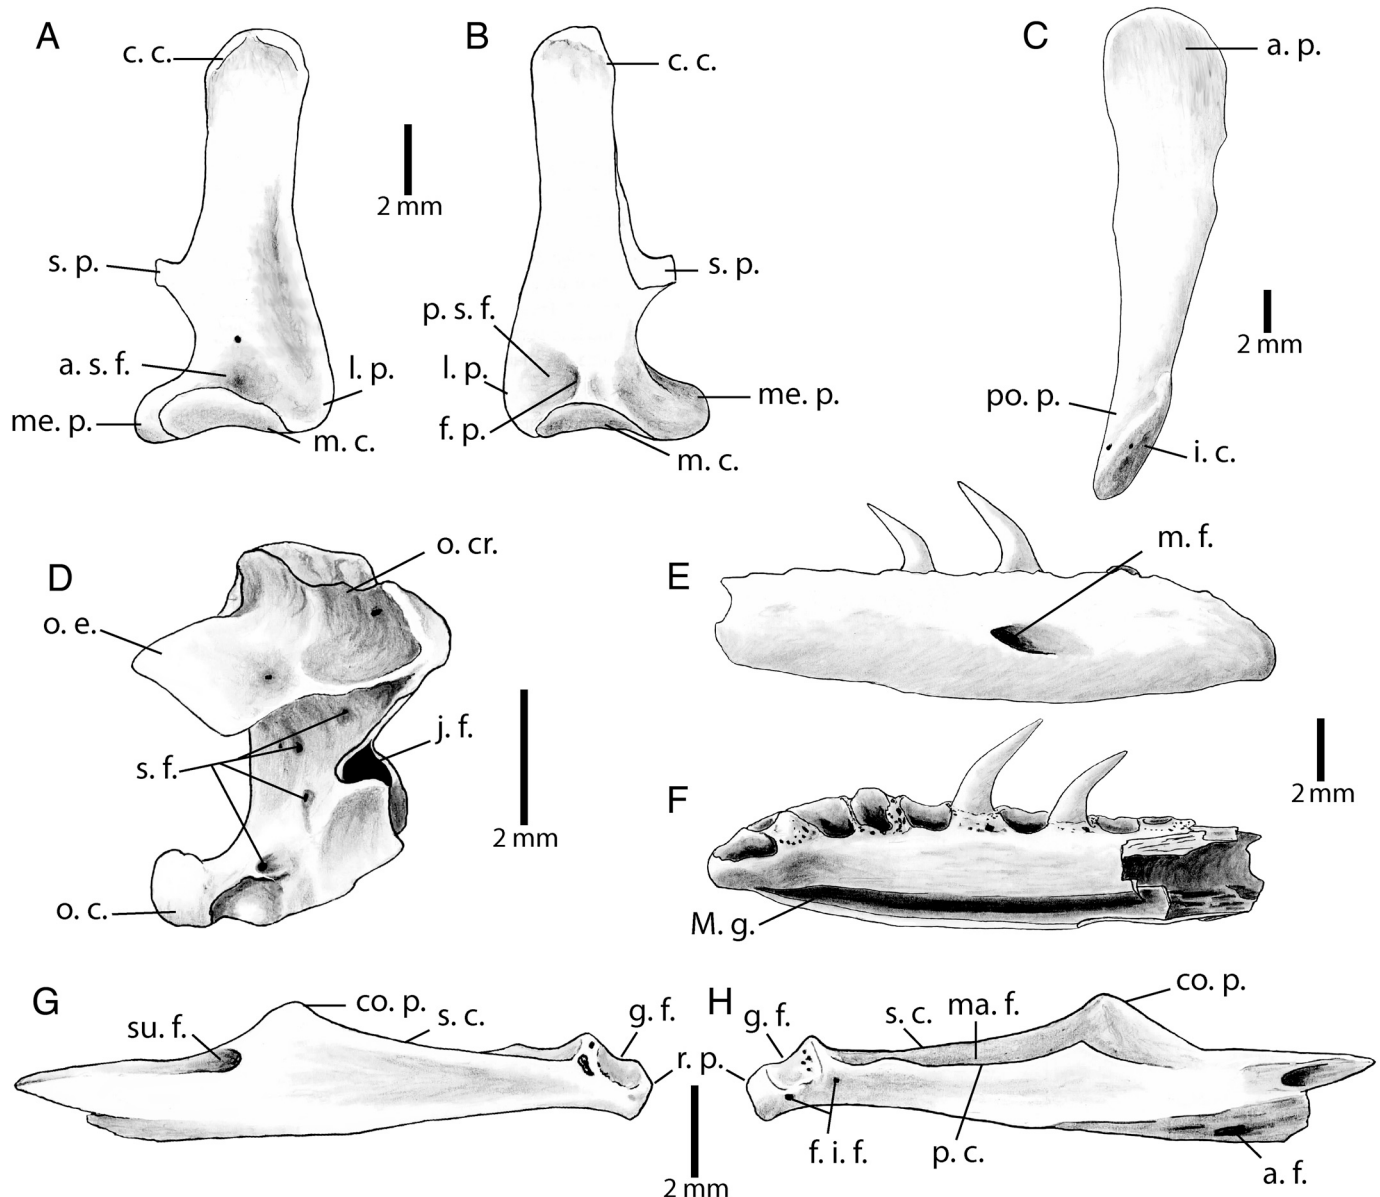 A
c. c.
2 mm
s. p.
a. s. f.
l. p.
me. p.
m. c.
B
c. c.
s. p.
p. s. f.
l. p.
me. p.
f. p.
m. c.
C
a. p.
2 mm
po. p.
i. c.
D
o. cr.
o. e.
j. f.
s. f.
2 mm
o. c.
E
m. f.
F
2 mm
M. g.
G
co. p.
su. f.
s. c.
g. f.
r. p.
2 mm
H
g. f.
s. c.
ma. f.
co. p.
f. i. f.
p. c.
a. f.